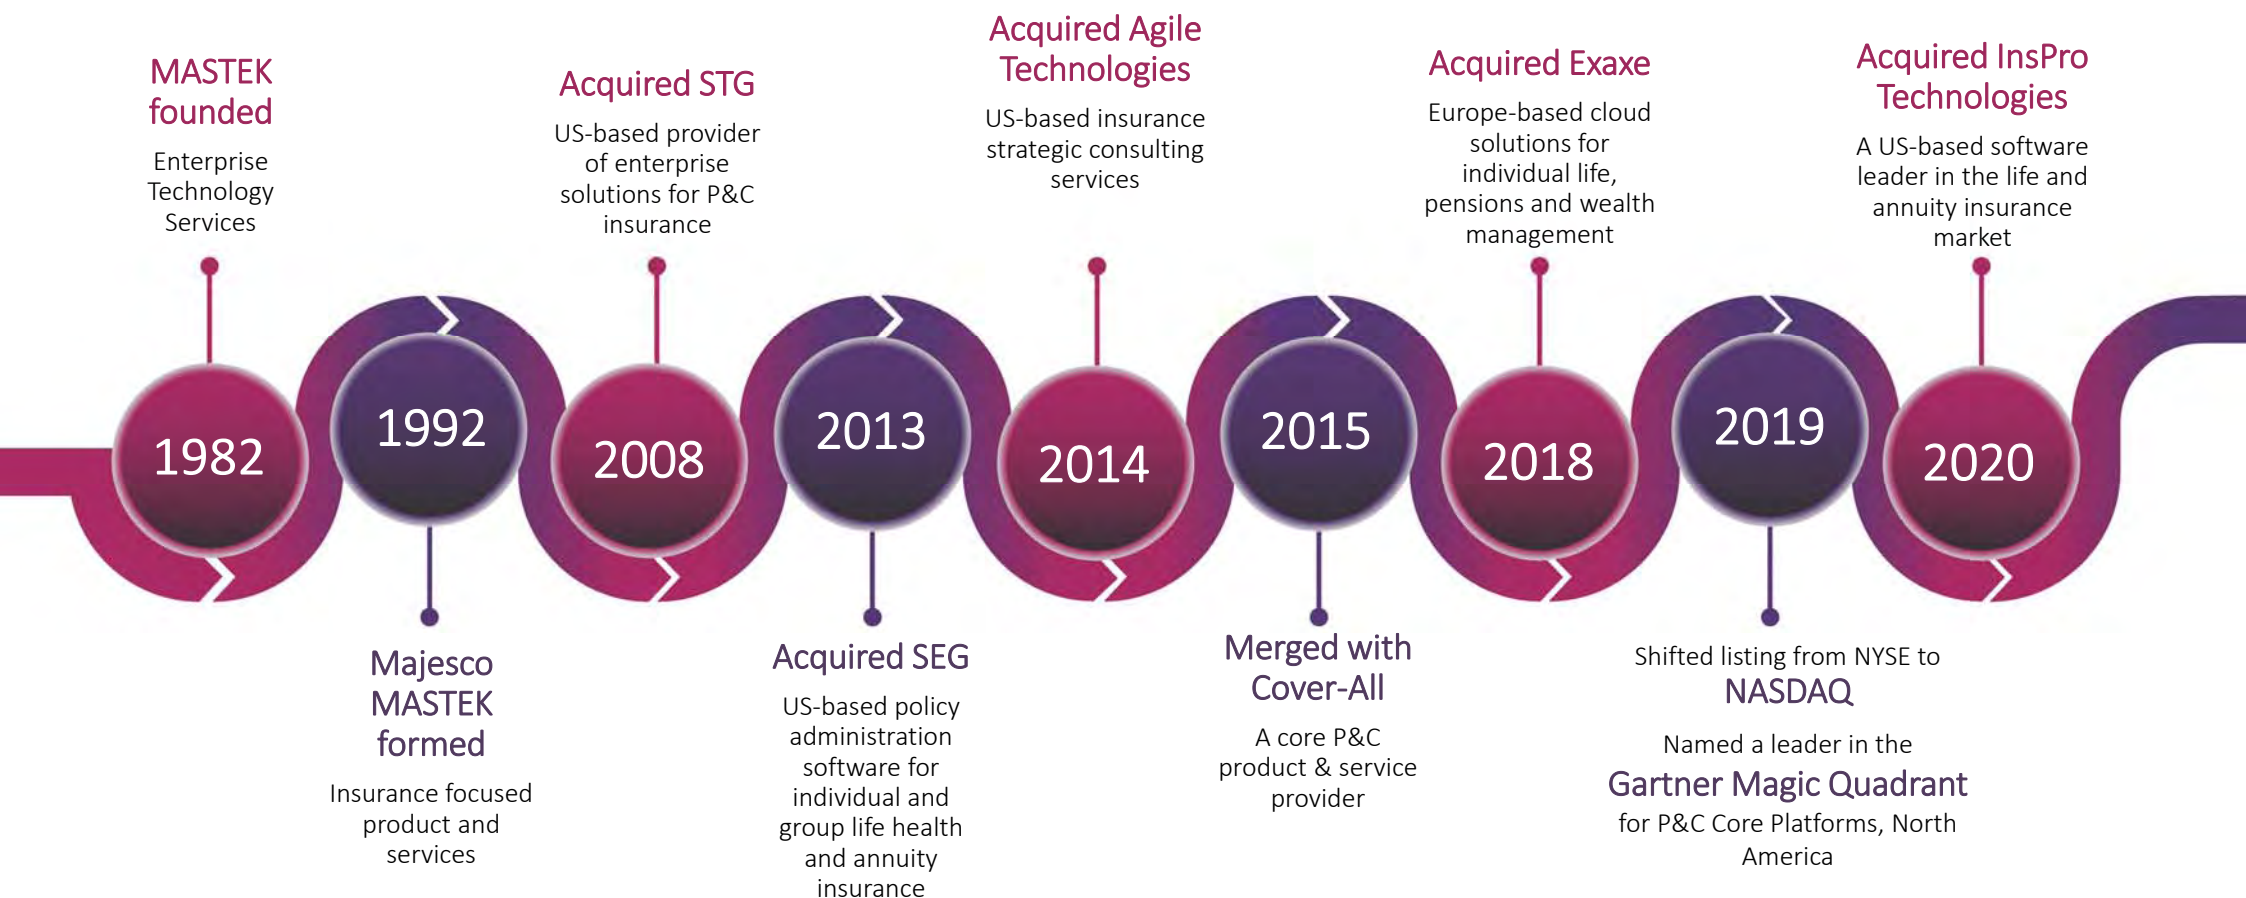 MASTEK
founded
Enterprise
Technology
Services
1982
1992
Majesco
MASTEK
formed
Insurance focused
product and
services
Acquired STG
US-based provider
of enterprise
solutions for P&C
insurance
2008
2013
Acquired SEG
US-based policy
administration
software for
individual and
group life health
and annuity
insurance
Acquired Agile
Technologies
US-based insurance
strategic consulting
services
2014
2015
Merged with
Cover-All
A core P&C
product & service
provider
Acquired Exaxe
Europe-based cloud
solutions for
individual life,
pensions and wealth
management
2018
2019
Shifted listing from NYSE to
NASDAQ
Named a leader in the
Gartner Magic Quadrant
for P&C Core Platforms, North
America
Acquired InsPro
Technologies
A US-based software
leader in the life and
annuity insurance
market
2020